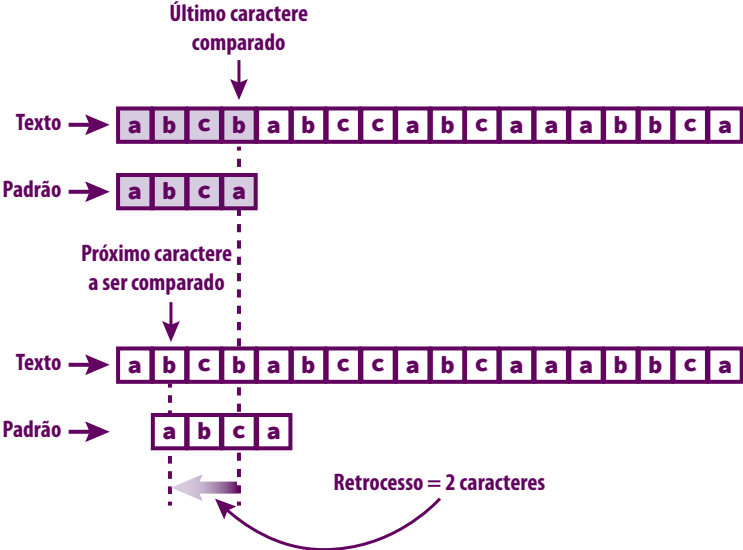 Último caractere
comparado
Texto a b c b a b c c a b c a a a b b c a
Padrão a b c a
Próximo caractere
a ser comparado
Texto a b c b a b c c a b c a a a b b c a
Padrão a b c a
Retrocesso = 2 caracteres